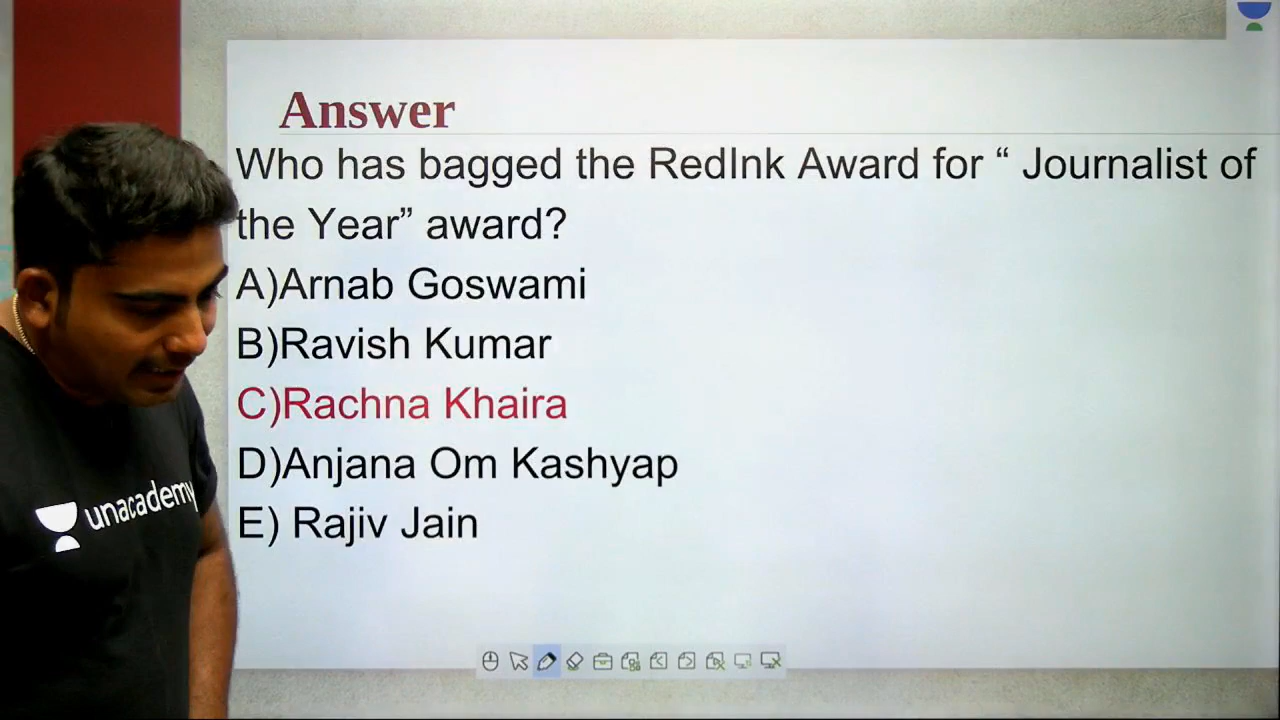 Answer
Who has bagged the RedInk Award for “ Journalist of
the Year” award?
A)Arnab Goswami
B)Ravish Kumar
C)Rachna Khaira
D)Anjana Om Kashyap
E) Rajiv Jain
unacademy